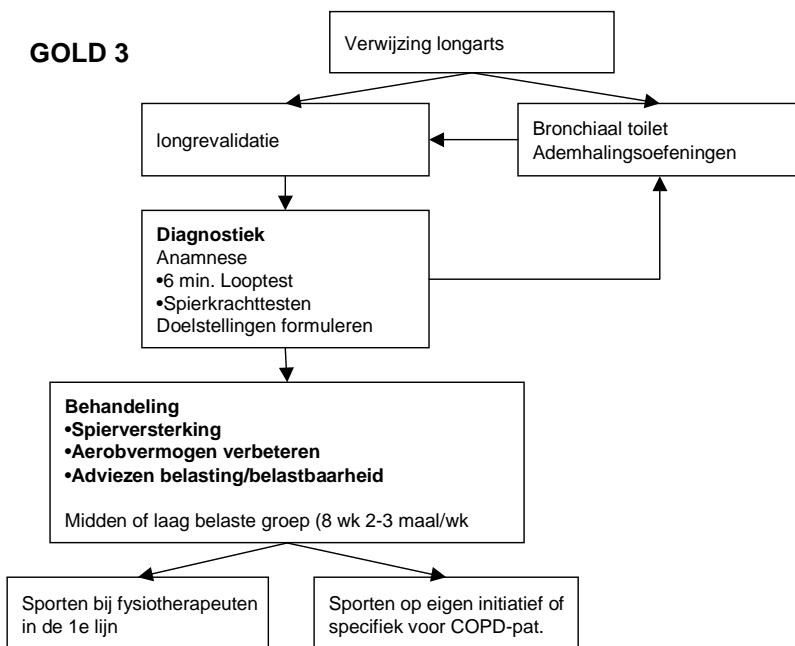 GOLD 3
Verwijzing longarts
longrevalidatie
Bronchiaal toilet
Ademhalingsoefeningen
Diagnostiek
Anamnese
•6 min. Looptest
•Spierkrachttesten
Doelstellingen formuleren
Behandeling
•Spierversterking
•Aerobvermogen verbeteren
•Adviezen belasting/belastbaarheid
Midden of laag belaste groep (8 wk 2-3 maal/wk
Sporten bij fysiotherapeuten
in de 1e lijn
Sporten op eigen initiatief of
specifiek voor COPD-pat.